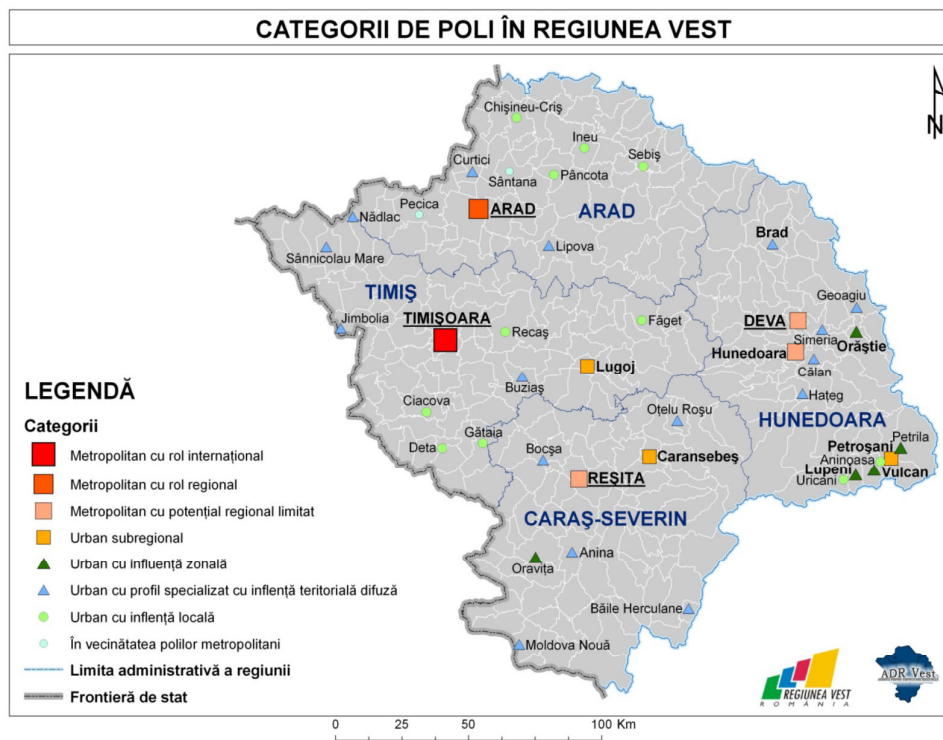 CATEGORII DE POLI ÎN REGIUNEA VEST
N
Chişineu-Criş
Ineu
Sebiş
Curtici
Sântana
Pâncota
Pecica
ARAD
ARAD
Nădlac
Lipova
Brad
Sânnicolau Mare
TIMIŞ
Geoagiu
Jimbolia
TIMIŞOARA
Recaş
Făget
DEVA
Simeria
Orăştie
Hunedoara
Călan
Lugoj
Buziaş
Haţeg
Ciacova
Oţelu Roşu
HUNEDOARA
Gătaia
Deta
Bocşa
Caransebeş
Petroşani
Petrila
Aninoasa
Lupeni
Vulcan
Uricani
REŞITA
CARAŞ-SEVERIN
Oraviţa
Anina
Băile Herculane
Moldova Nouă
LEGENDĂ
Categorii
Metropolitan cu rol internaţional
Metropolitan cu rol regional
Metropolitan cu potenţial regional limitat
Urban subregional
Urban cu influenţă zonală
Urban cu profil specializat cu inflenţă teritorială difuză
Urban cu inflenţă locală
În vecinătatea polilor metropolitani
Limita administrativă a regiunii
Frontieră de stat
REGIUNEA VEST
ROMÂNIA
ADR Vest
0 25 50 100 Km